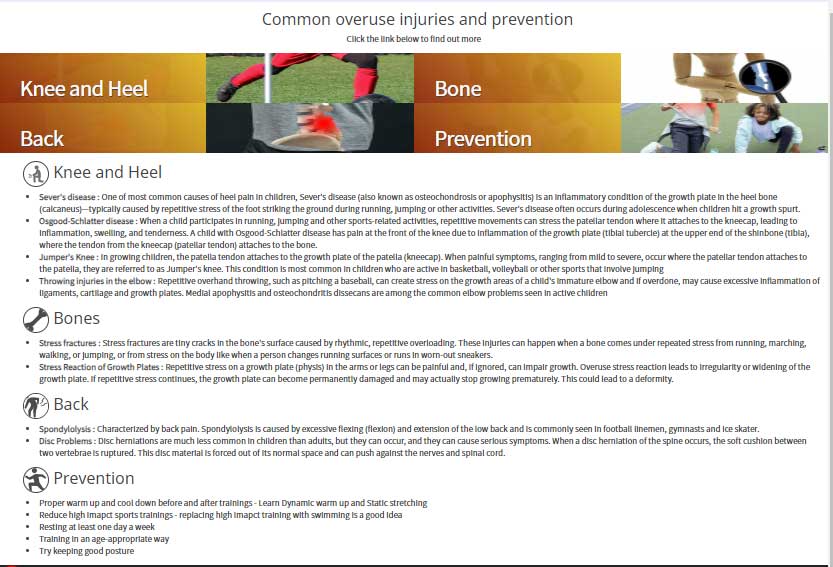 Common overuse injuries and prevention
Click the link below to find out more
Knee and Heel
Bone
Back
Prevention
Knee and Heel
Sever's disease : One of most common causes of heel pain in children, Sever's disease (also known as osteochondrosis or apophysitis) is an inflammatory condition of the growth plate in the heel bone
(calcaneus)—typically caused by repetitive stress of the foot striking the ground during running, jumping or other activities. Sever's disease often occurs during adolescence when children hit a growth spurt.
Osgood-Schlatter disease : When a child participates in running, jumping and other sports-related activities, repetitive movements can stress the patellar tendon where it attaches to the kneecap, leading to
inflammation, swelling, and tenderness. A child with Osgood-Schlatter disease has pain at the front of the knee due to inflammation of the growth plate (tibial tubercle) at the upper end of the shinbone (tibia),
where the tendon from the kneecap (patellar tendon) attaches to the bone.
Jumper's Knee : In growing children, the patella tendon attaches to the growth plate of the patella (kneecap). When painful symptoms, ranging from mild to severe, occur where the patellar tendon attaches to
the patella, they are referred to as Jumper's knee. This condition is most common in children who are active in basketball, volleyball or other sports that involve jumping
Throwing injuries in the elbow : Repetitive overhand throwing, such as pitching a baseball, can create stress on the growth areas of a child's immature elbow and if overdone, may cause excessive inflammation of
ligaments, cartilage and growth plates. Medial apophysitis and osteochondritis dissecans are among the common elbow problems seen in active children
Bones
Stress fractures : Stress fractures are tiny cracks in the bone's surface caused by rhythmic, repetitive overloading. These injuries can happen when a bone comes under repeated stress from running, marching,
walking, or jumping, or from stress on the body like when a person changes running surfaces or runs in worn-out sneakers.
Stress Reaction of Growth Plates : Repetitive stress on a growth plate (physis) in the arms or legs can be painful and, if ignored, can impair growth. Overuse stress reaction leads to irregularity or widening of the
growth plate. If repetitive stress continues, the growth plate can become permanently damaged and may actually stop growing prematurely. This could lead to a deformity.
Back
Spondylolysis : Characterized by back pain. Spondylolysis is caused by excessive flexing (flexion) and extension of the low back and is commonly seen in football linemen, gymnasts and ice skater.
Disc Problems : Disc herniations are much less common in children than adults, but they can occur, and they can cause serious symptoms. When a disc herniation of the spine occurs, the soft cushion between
two vertebrae is ruptured. This disc material is forced out of its normal space and can push against the nerves and spinal cord.
Prevention
Proper warm up and cool down before and after trainings - Learn Dynamic warm up and Static stretching
Reduce high imapct sports trainings - replacing high imapct training with swimming is a good idea
Resting at least one day a week
Training in an age-appropriate way
Try keeping good posture